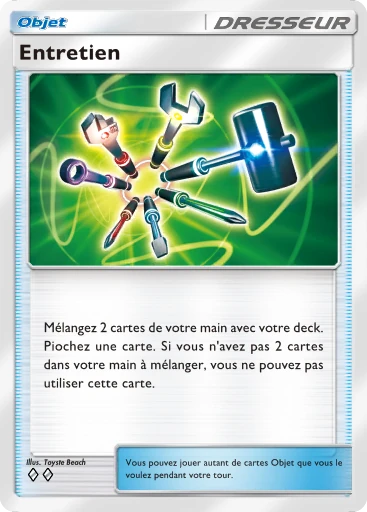 Objet
DRESSEUR
Entretien
Mélangez 2 cartes de votre main avec votre deck.
Piochez une carte. Si vous n'avez pas 2 cartes
dans votre main à mélanger, vous ne pouvez pas
utiliser cette carte.
Illus. Toyste Beach
Vous pouvez jouer autant de cartes Objet que vous le
voulez pendant votre tour.